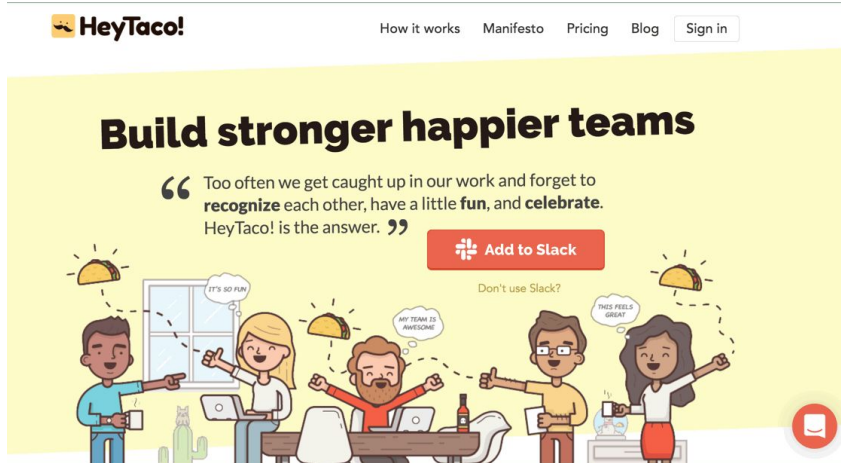 HeyTaco!
How it works Manifesto Pricing Blog Sign in
Build stronger happier teams
“ Too often we get caught up in our work and forget to
recognize each other, have a little fun, and celebrate.
HeyTaco! is the answer. ”
Add to Slack
Don't use Slack?
IT'S SO FUN
MY TEAM IS
AWESOME
THIS FEELS
GREAT